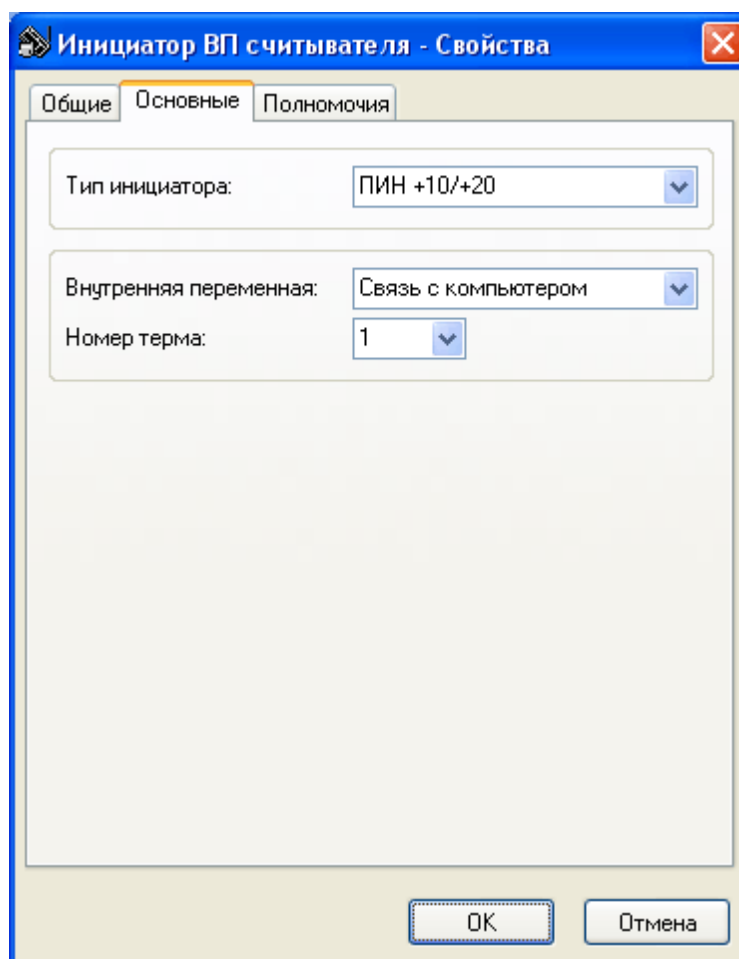 Инициатор ВП считывателя - Свойства
Общие Основные Полномочия
Тип инициатора: ПИН +10/+20
Внутренняя переменная: Связь с компьютером
Номер терма: 1
OK Отмена